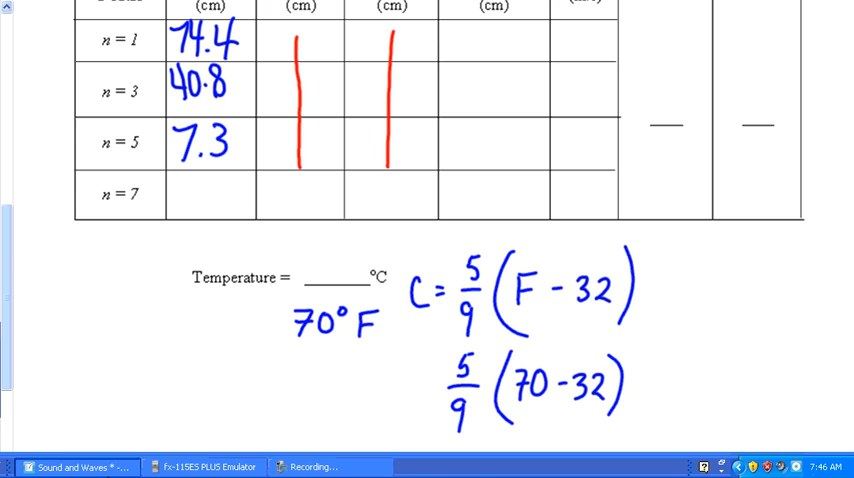 (cm) (cm) (cm) (cm)
n = 1 74.4
n = 3 40.8
n = 5 7.3
n = 7
Temperature = ______ °C
70° F
C = 5/9 (F - 32)
5/9 (70 - 32)
Sound and Waves * -... fx-115ES PLUS Emulator Recording... 7:46 AM